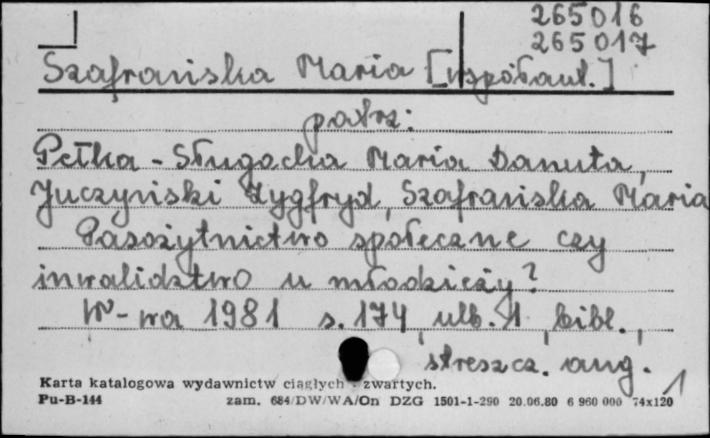 265016
265017
Szafrańska Maria [współaut.]
patrz:
Pełka-Sługocka Maria Danuta,
Juczyński Zygfryd, Szafrańska Maria
Pasożytnictwo społeczne czy
inwalidztwo u młodzieży?
W-wa 1981 s. 174, ulb. 1, bibl.,
streszcz. ang.
Karta katalogowa wydawnictw ciągłych - zwartych.
Pu-B-144 zam. 684/DW/WA/On DZG 1501-1-290 20.06.80 6 960 000 74x120
1